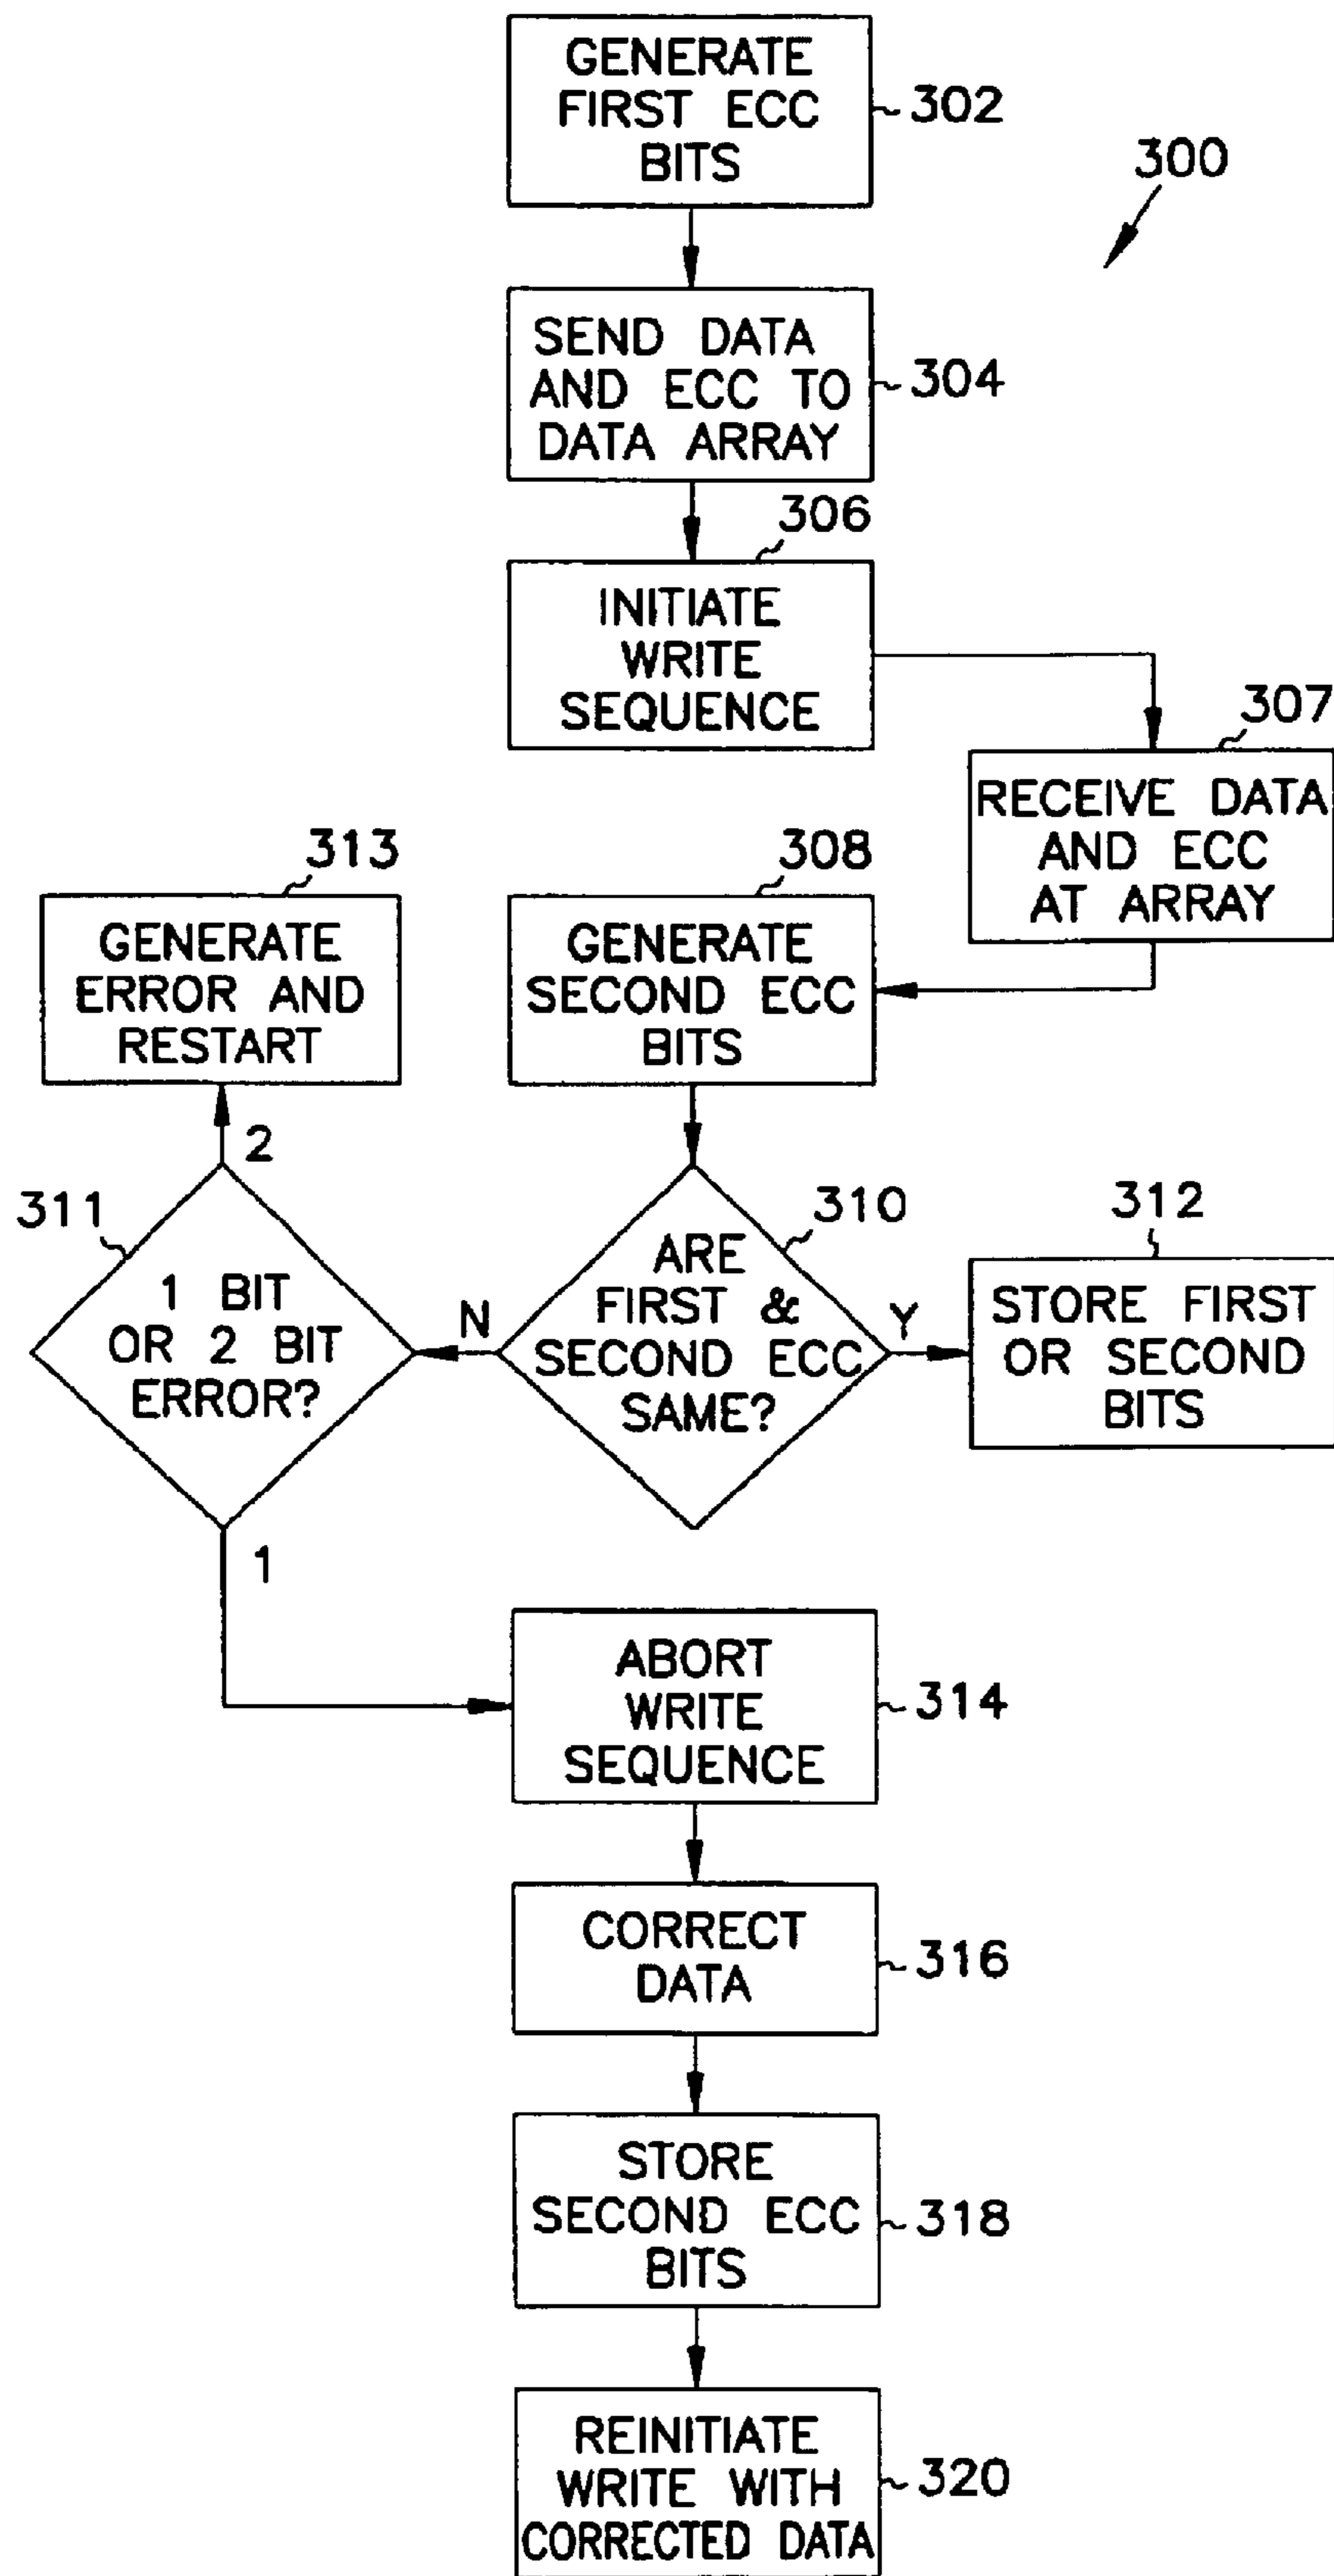 GENERATE
FIRST ECC
BITS
302
300
SEND DATA
AND ECC TO
DATA ARRAY
304
306
INITIATE
WRITE
SEQUENCE
307
RECEIVE DATA
AND ECC
AT ARRAY
313
GENERATE
ERROR AND
RESTART
308
GENERATE
SECOND ECC
BITS
2
311
1 BIT
OR 2 BIT
ERROR?
N
310
ARE
FIRST &
SECOND ECC
SAME?
Y
312
STORE FIRST
OR SECOND
BITS
1
ABORT
WRITE
SEQUENCE
314
CORRECT
DATA
316
STORE
SECOND ECC
BITS
318
REINITIATE
WRITE WITH
CORRECTED DATA
320